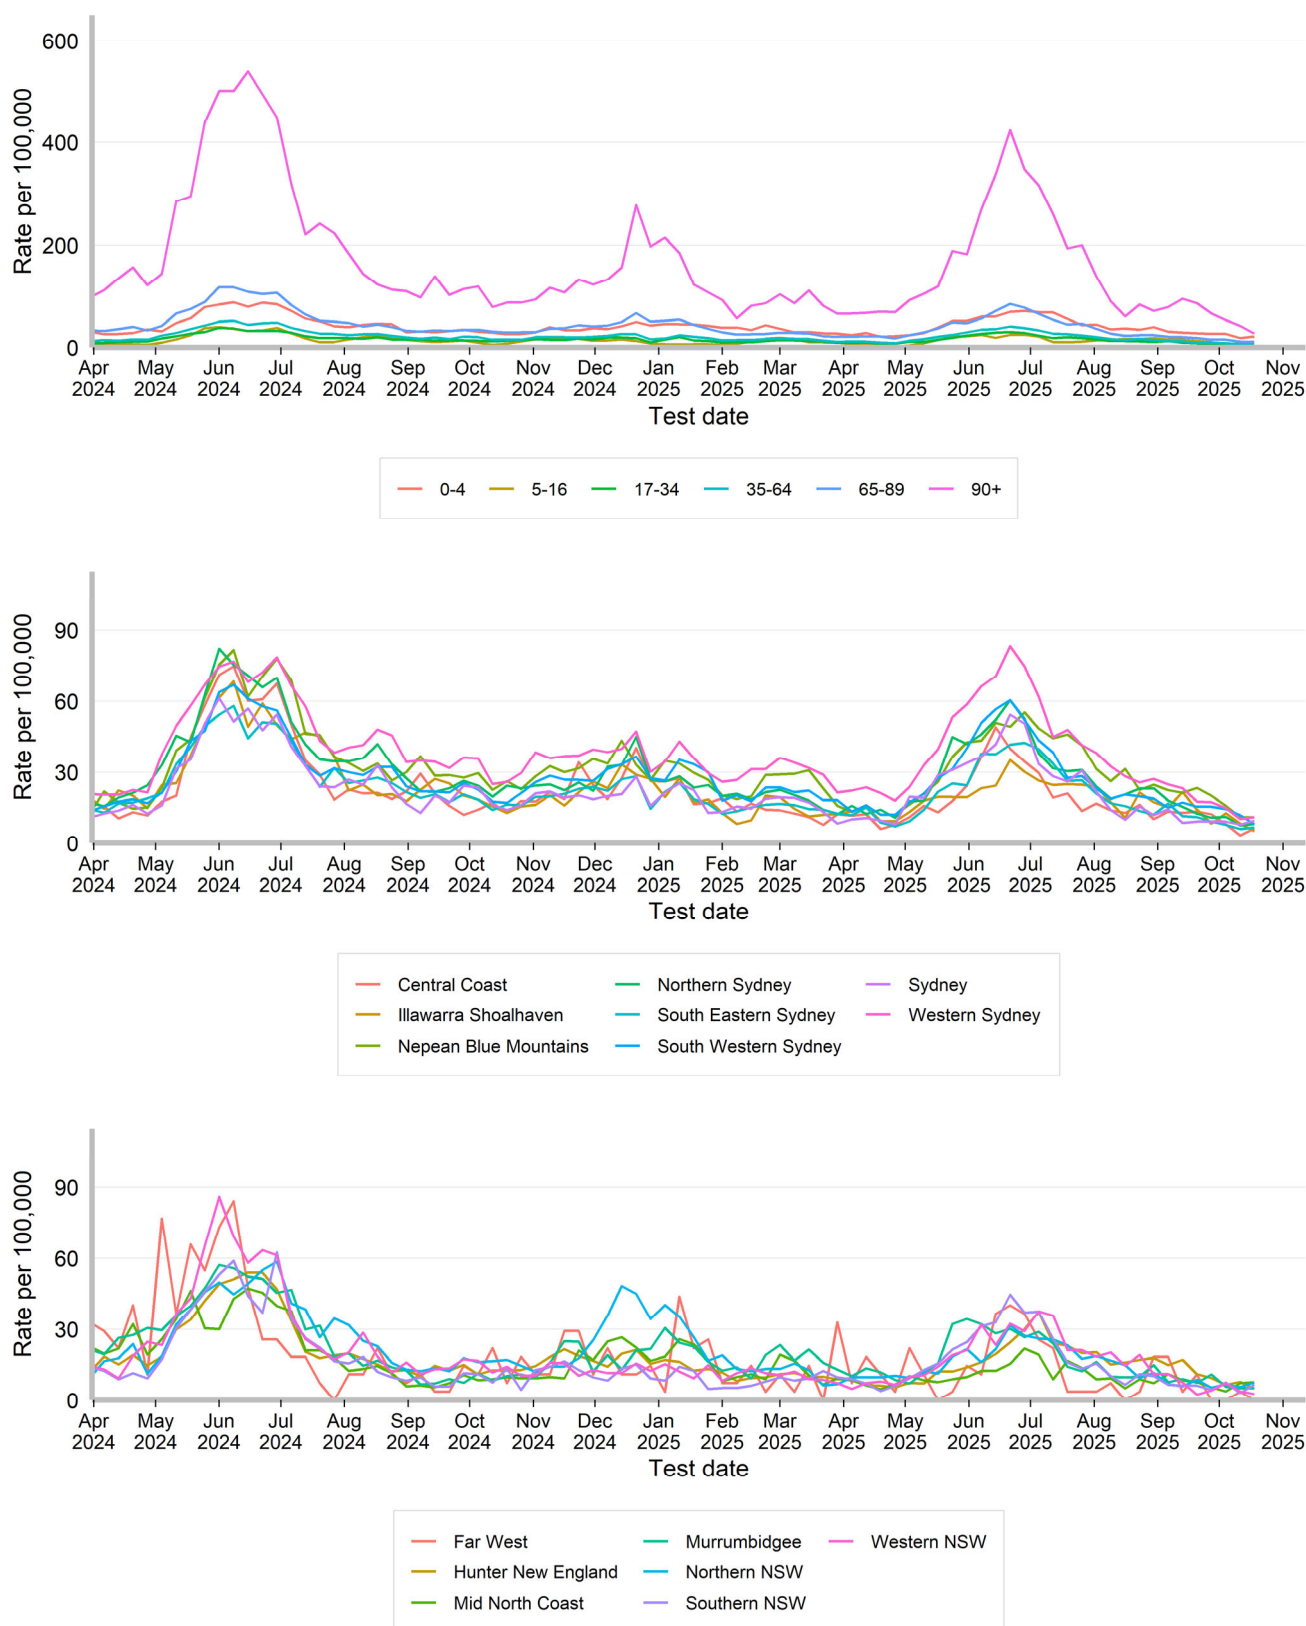 600
400
200
0
Rate per 100,000
Apr May Jun Jul Aug Sep Oct Nov Dec Jan Feb Mar Apr May Jun Jul Aug Sep Oct Nov
2024 2024 2024 2024 2024 2024 2024 2024 2024 2025 2025 2025 2025 2025 2025 2025 2025 2025 2025 2025
Test date
0-4 5-16 17-34 35-64 65-89 90+
90
60
30
0
Rate per 100,000
Apr May Jun Jul Aug Sep Oct Nov Dec Jan Feb Mar Apr May Jun Jul Aug Sep Oct Nov
2024 2024 2024 2024 2024 2024 2024 2024 2024 2025 2025 2025 2025 2025 2025 2025 2025 2025 2025 2025
Test date
Central Coast Northern Sydney Sydney
Illawarra Shoalhaven South Eastern Sydney Western Sydney
Nepean Blue Mountains South Western Sydney
90
60
30
0
Rate per 100,000
Apr May Jun Jul Aug Sep Oct Nov Dec Jan Feb Mar Apr May Jun Jul Aug Sep Oct Nov
2024 2024 2024 2024 2024 2024 2024 2024 2024 2025 2025 2025 2025 2025 2025 2025 2025 2025 2025 2025
Test date
Far West Murrumbidgee Western NSW
Hunter New England Northern NSW
Mid North Coast Southern NSW